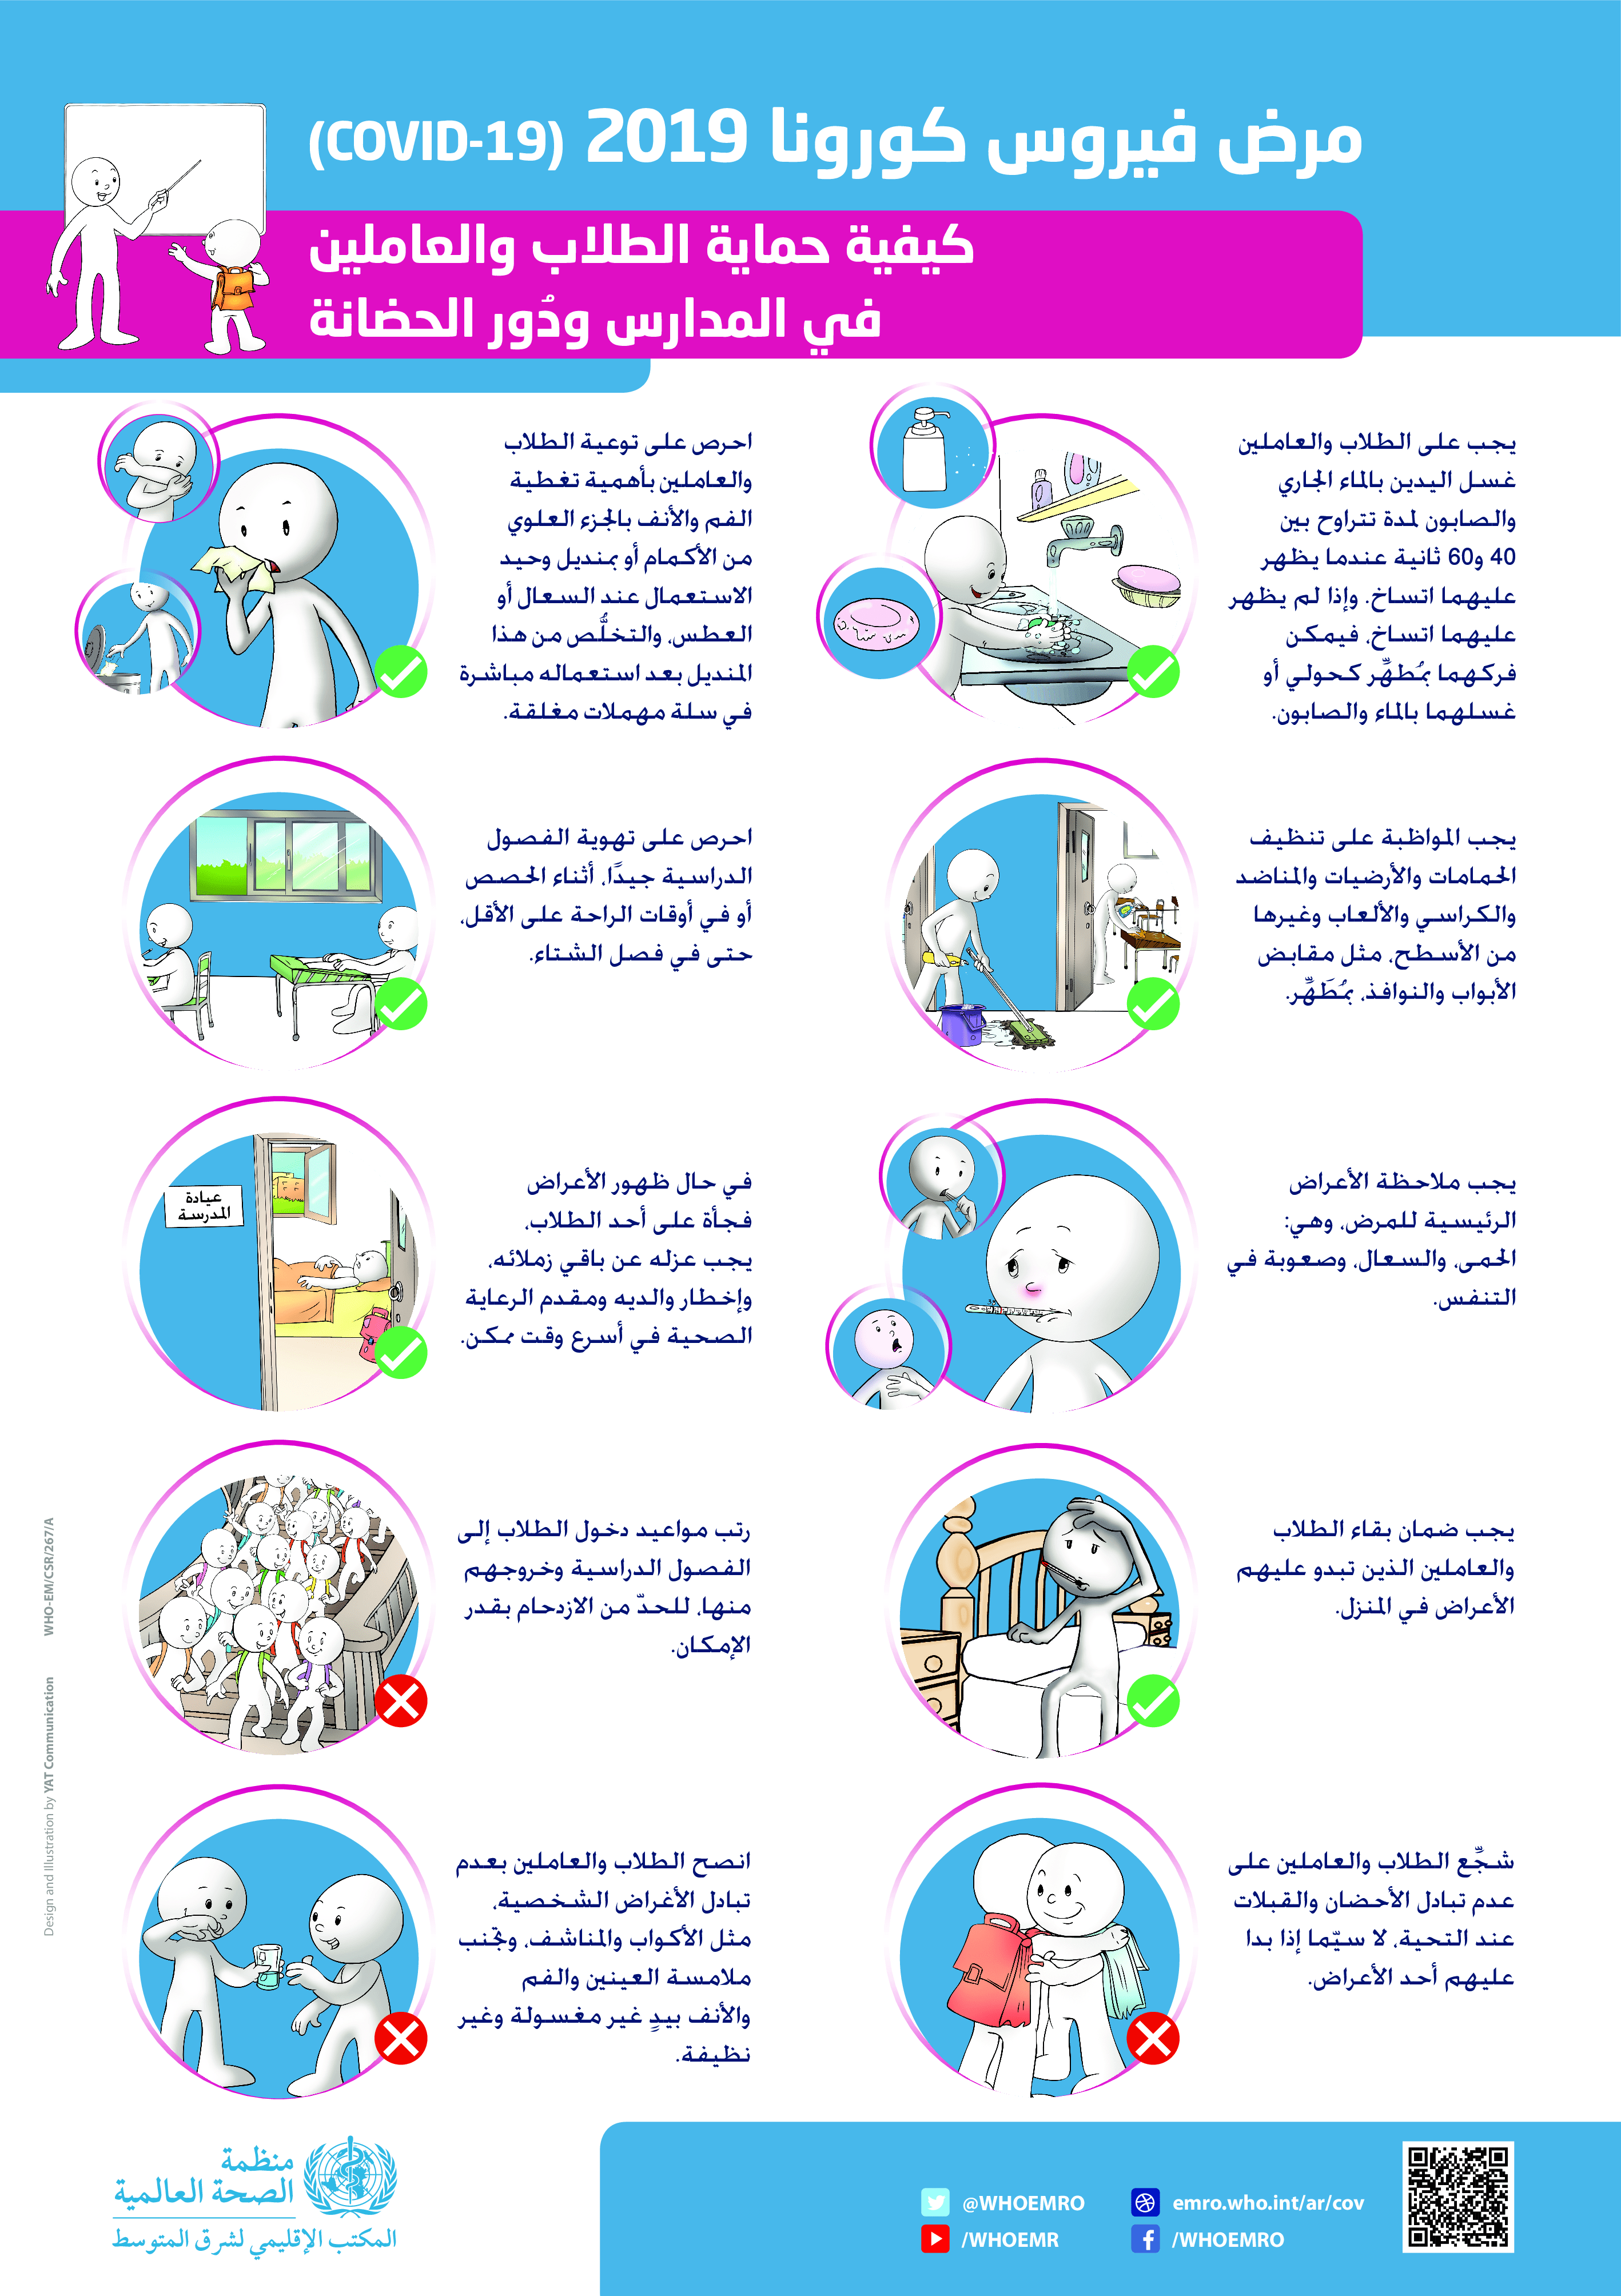 مرض فيروس كورونا 2019 (COVID-19)
كيفية حماية الطلاب والعاملين
في المدارس ودُور الحضانة
يجب على الطلاب والعاملين
غسل اليدين بالماء الجاري
والصابون لمدة تتراوح بين
40 و60 ثانية عندما يظهر
عليهما اتساخ. وإذا لم يظهر
عليهما اتساخ، فيمكن
فركهما بمُطهِّر كحولي أو
غسلهما بالماء والصابون.
احرص على توعية الطلاب
والعاملين بأهمية تغطية
الفم والأنف بالجزء العلوي
من الأكمام أو بمنديل وحيد
الاستعمال عند السعال أو
العطس، والتخلُّص من هذا
المنديل بعد استعماله مباشرة
في سلة مهملات مغلقة.
يجب المواظبة على تنظيف
الحمامات والأرضيات والمناضد
والكراسي والألعاب وغيرها
من الأسطح، مثل مقابض
الأبواب والنوافذ، بمُطَهِّر.
احرص على تهوية الفصول
الدراسية جيدًا، أثناء الحصص
أو في أوقات الراحة على الأقل،
حتى في فصل الشتاء.
يجب ملاحظة الأعراض
الرئيسية للمرض، وهي:
الحمى، والسعال، وصعوبة في
التنفس.
في حال ظهور الأعراض
فجأة على أحد الطلاب،
يجب عزله عن باقي زملائه،
وإخطار والديه ومقدم الرعاية
الصحية في أسرع وقت ممكن.
عيادة
المدرسة
يجب ضمان بقاء الطلاب
والعاملين الذين تبدو عليهم
الأعراض في المنزل.
رتب مواعيد دخول الطلاب إلى
الفصول الدراسية وخروجهم
منها، للحدّ من الازدحام بقدر
الإمكان.
شجِّع الطلاب والعاملين على
عدم تبادل الأحضان والقبلات
عند التحية، لا سيّما إذا بدا
عليهم أحد الأعراض.
انصح الطلاب والعاملين بعدم
تبادل الأغراض الشخصية،
مثل الأكواب والمناشف، وتجنب
ملامسة العينين والفم
والأنف بيدٍ غير مغسولة وغير
نظيفة.
Design and Illustration by YAT Communication
WHO-EM/CSR/267/A
منظمة
الصحة العالمية
المكتب الإقليمي لشرق المتوسط
@WHOEMRO
emro.who.int/ar/cov
/WHOEMR
/WHOEMRO